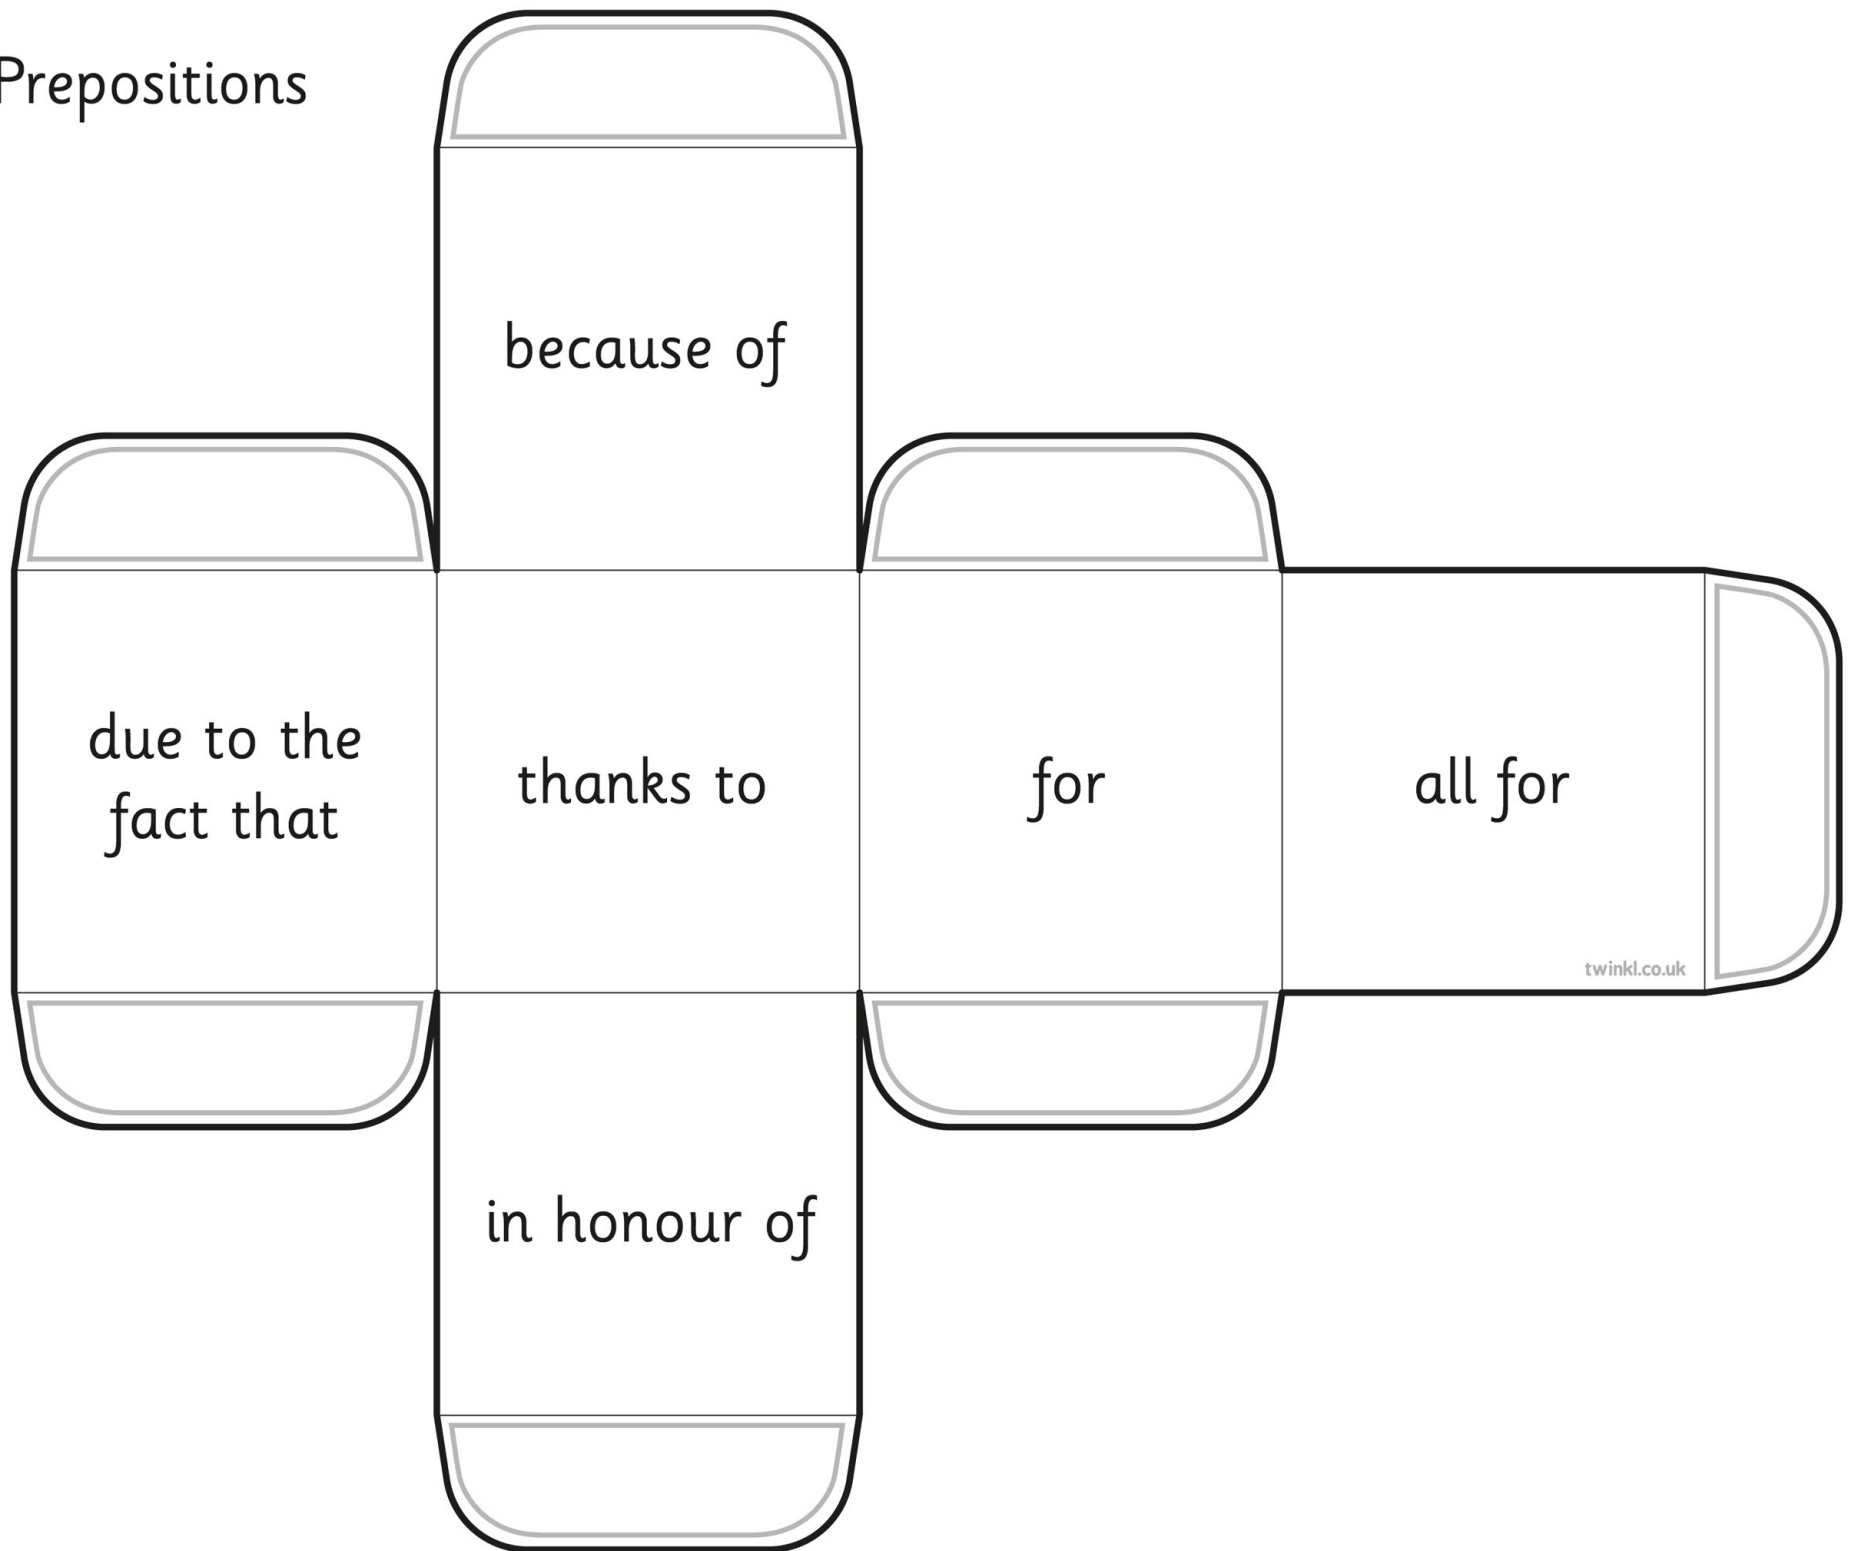 Prepositions
because of
due to the
fact that
thanks to
for
all for
twinkl.co.uk
in honour of